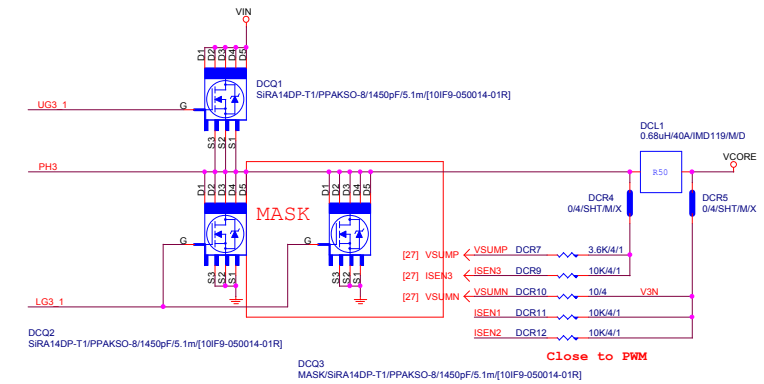 VIN
D1 D2 D3 D4 D5
DCQ1
SiRA14DP-T1/PPAKSO-8/1450pF/5.1m/[10IF9-050014-01R]
UG3_1
G
S3 S2 S1
DCL1
0.68uH/40A/IMD119/M/D
PH3
R50
VCORE
D1 D2 D3 D4 D5
D1 D2 D3 D4 D5
MASK
DCR4
0/4/SHT/M/X
DCR5
0/4/SHT/M/X
G
G
[27] VSUMP VSUMP DCR7 3.6K/4/1
S3 S2 S1
S3 S2 S1
[27] ISEN3 ISEN3 DCR9 10K/4/1
[27] VSUMN VSUMN DCR10 10/4 V3N
LG3_1
ISEN1 DCR11 10K/4/1
ISEN2 DCR12 10K/4/1
DCQ2
SiRA14DP-T1/PPAKSO-8/1450pF/5.1m/[10IF9-050014-01R]
Close to PWM
DCQ3
MASK/SiRA14DP-T1/PPAKSO-8/1450pF/5.1m/[10IF9-050014-01R]